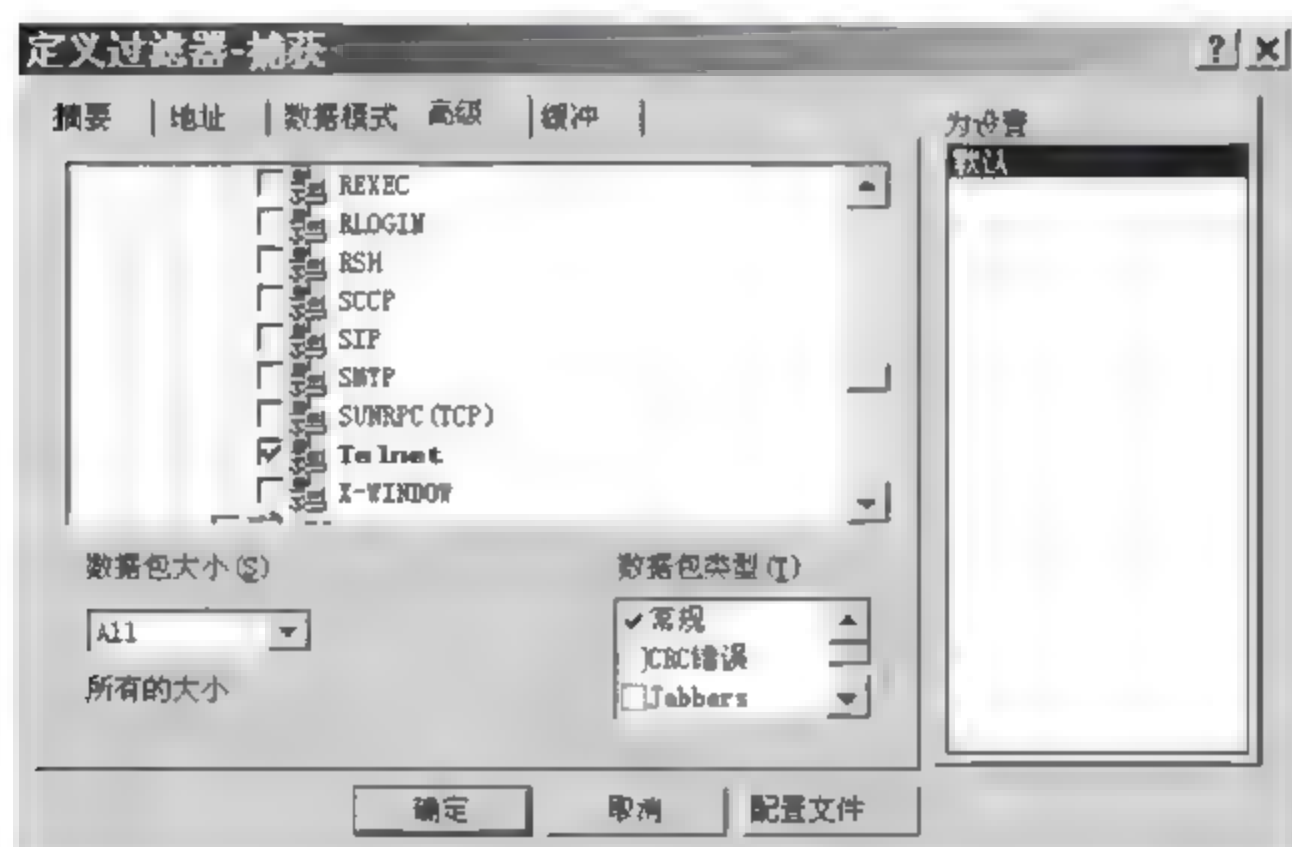 定义过滤器-捕获
? ×
摘要 地址 数据模式 高级 缓冲
为设置
默认
REXEC
RLOGIN
RSH
SCCP
SIP
SMTP
SUNRPC(TCP)
Telnet
X-WINDOW
数据包大小(S)
All
所有的大小
数据包类型(T)
常规
CRC错误
Jabbers
确定 取消 配置文件